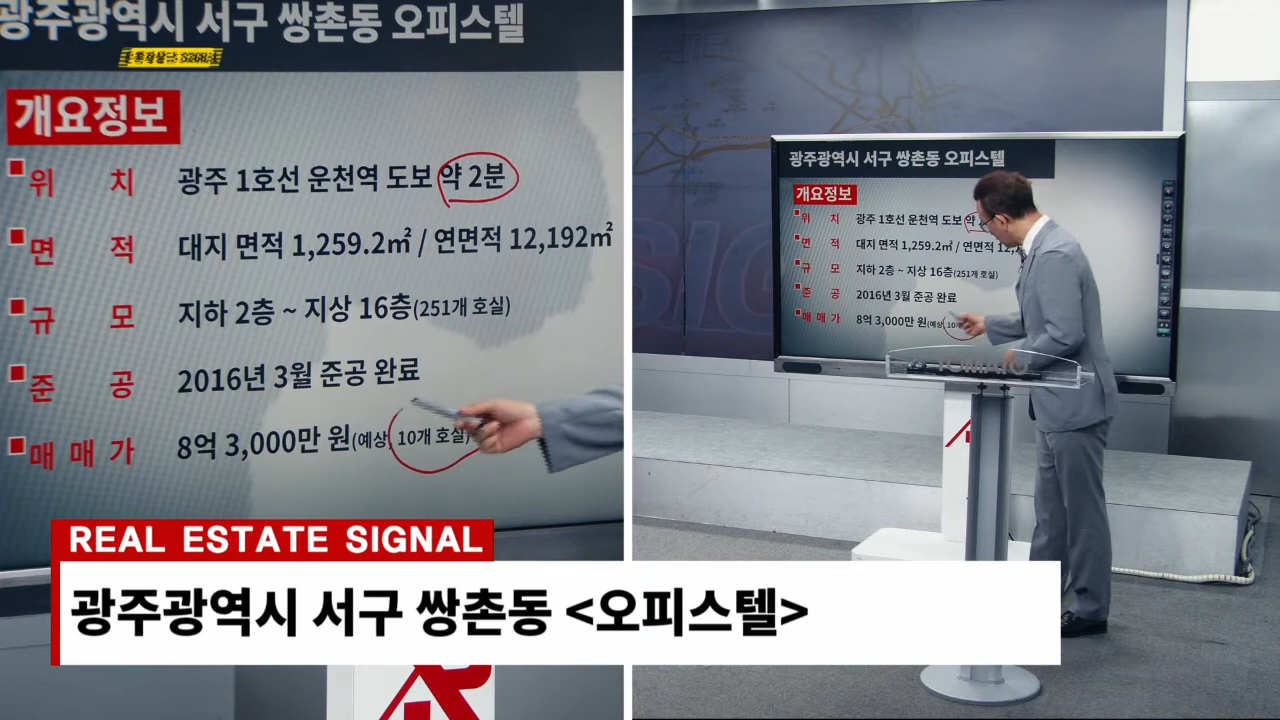 광주광역시 서구 쌍촌동 오피스텔
개요정보
위 치 광주 1호선 운천역 도보 약 2분
면 적 대지 면적 1,259.2㎡ / 연면적 12,192㎡
규 모 지하 2층 ~ 지상 16층(251개 호실)
준 공 2016년 3월 준공 완료
매 매 가 8억 3,000만 원(예상, 10개 호실)
광주광역시 서구 쌍촌동 오피스텔
개요정보
위 치 광주 1호선 운천역 도보 약
면 적 대지 면적 1,259.2㎡ / 연면적 12,
규 모 지하 2층 ~ 지상 16층(251개 호실)
준 공 2016년 3월 준공 완료
매 매 가 8억 3,000만 원(예상, 10개
REAL ESTATE SIGNAL
광주광역시 서구 쌍촌동 <오피스텔>